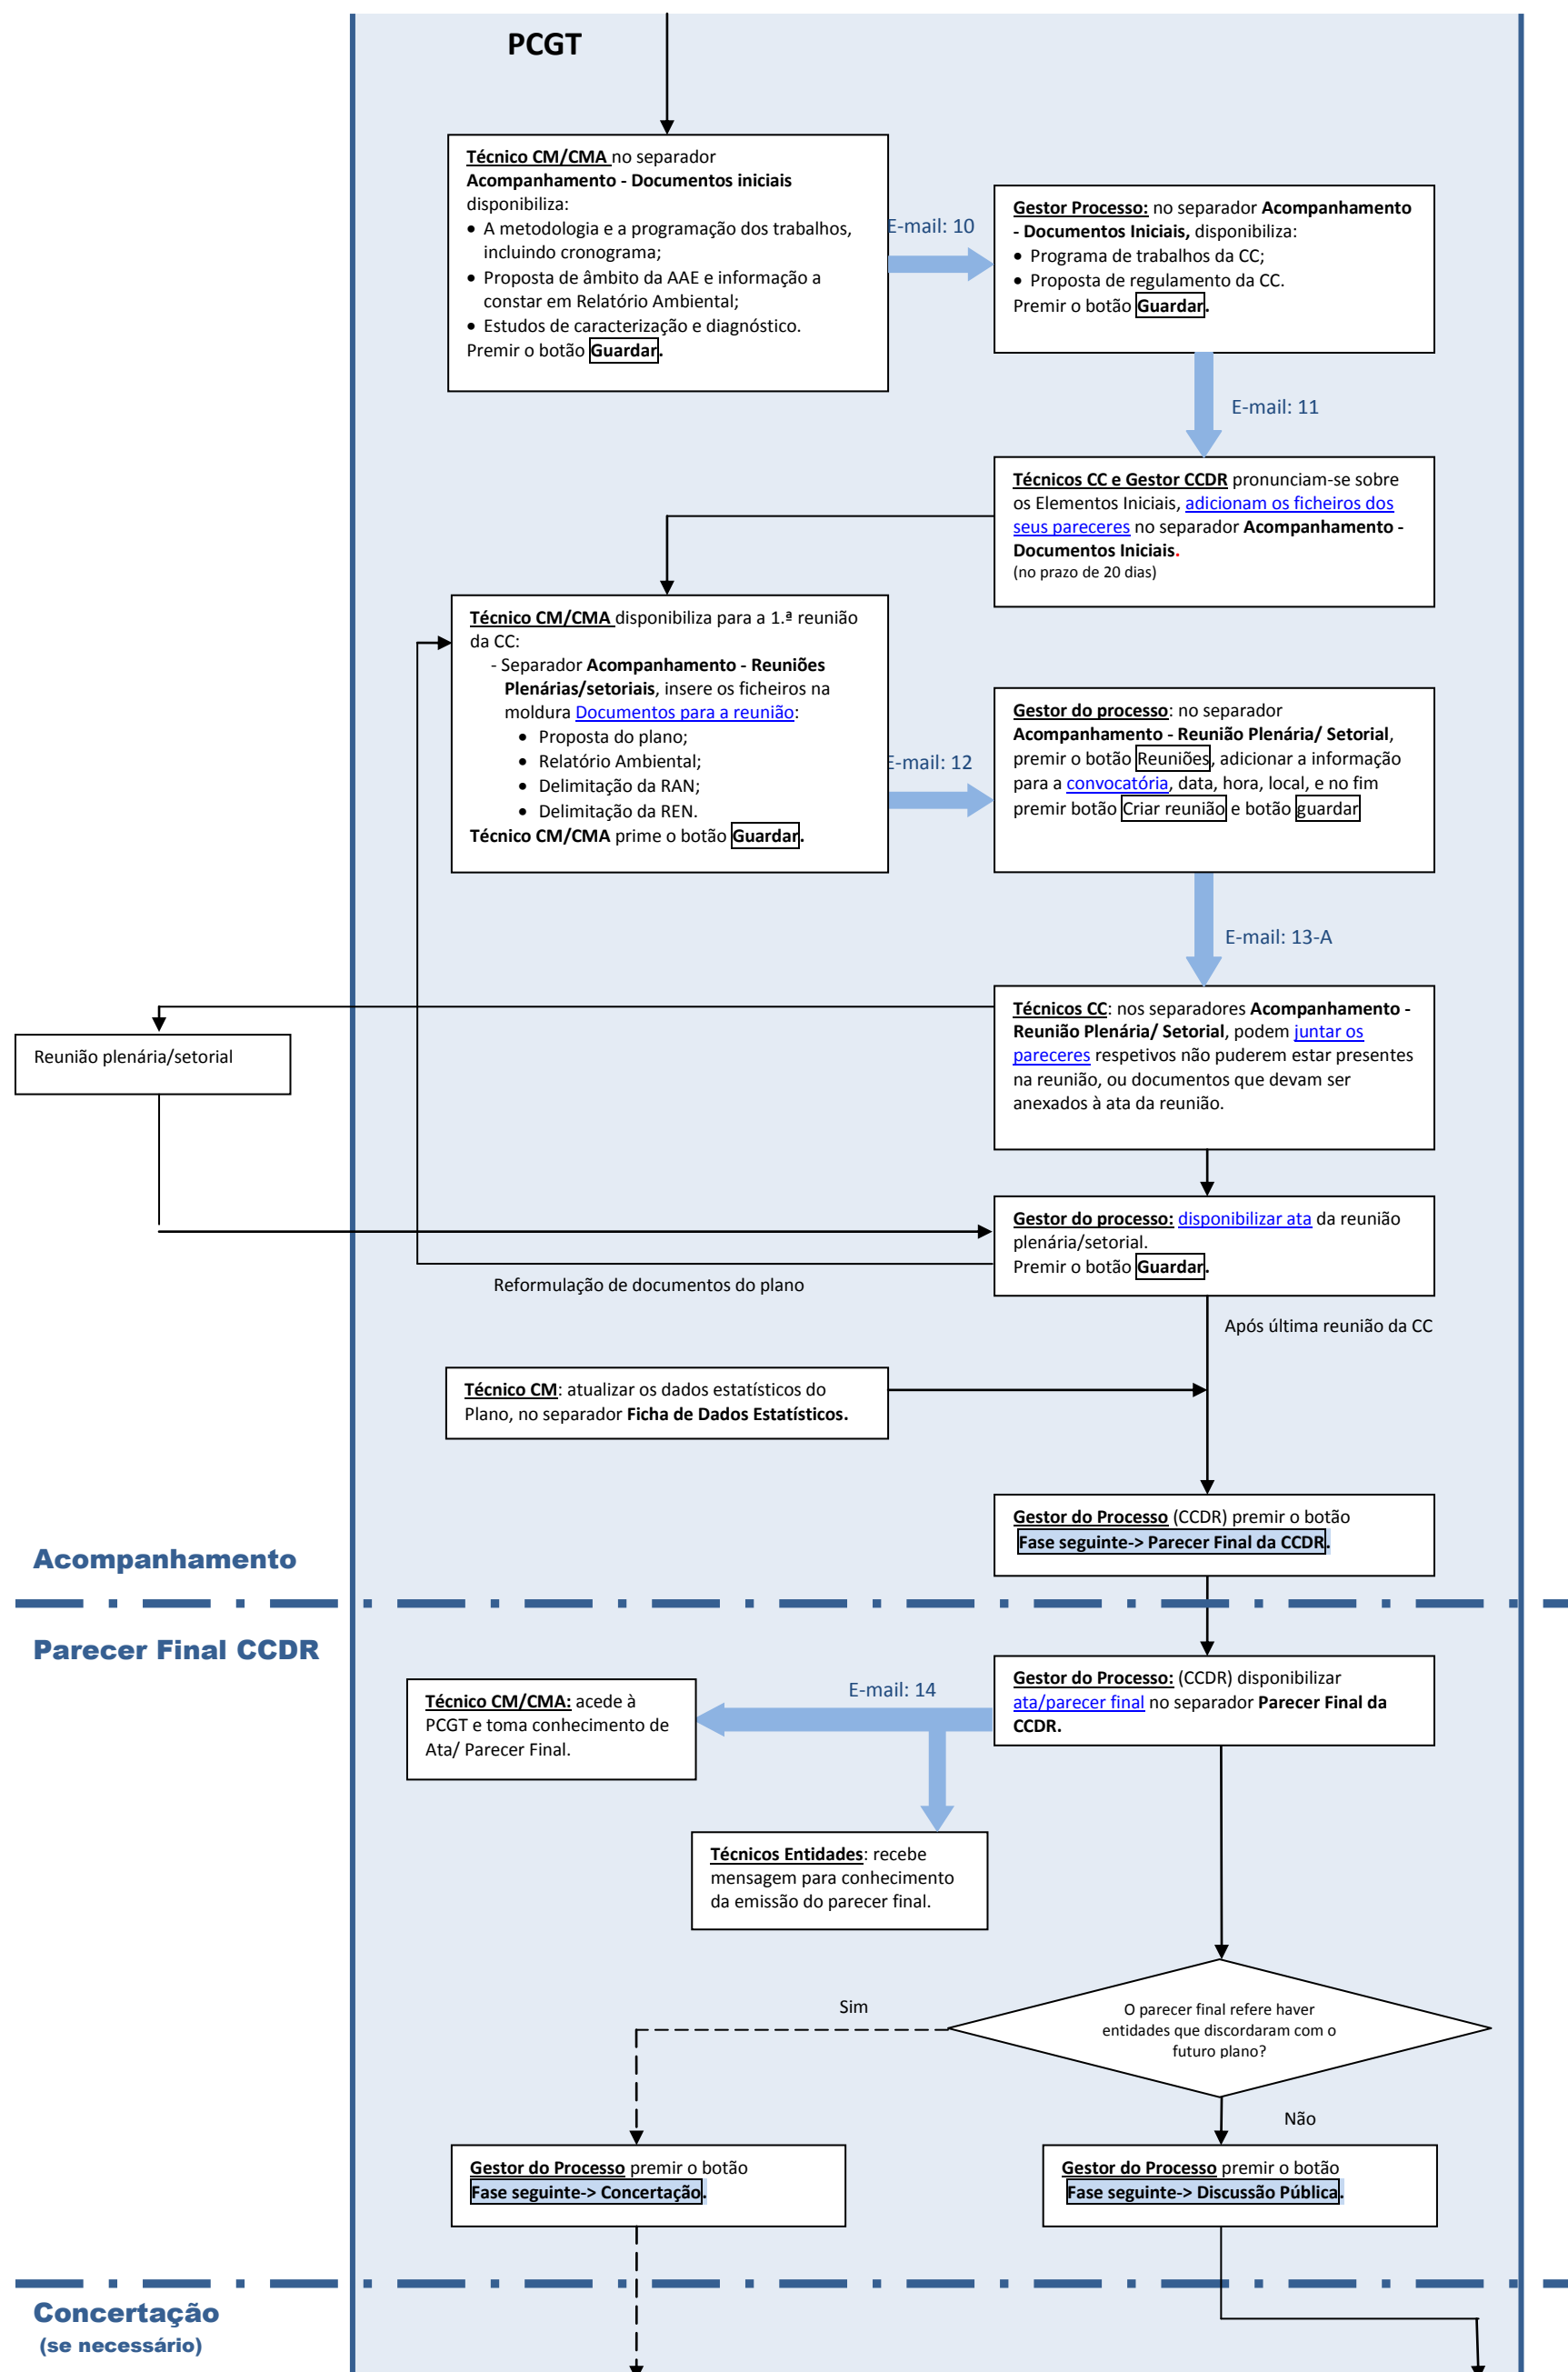 PCGT
Técnico CM/CMA no separador
Acompanhamento - Documentos iniciais
disponibiliza:
• A metodologia e a programação dos trabalhos,
incluindo cronograma;
• Proposta de âmbito da AAE e informação a
constar em Relatório Ambiental;
• Estudos de caracterização e diagnóstico.
Premir o botão Guardar.
E-mail: 10
Gestor Processo: no separador Acompanhamento
- Documentos Iniciais, disponibiliza:
• Programa de trabalhos da CC;
• Proposta de regulamento da CC.
Premir o botão Guardar.
E-mail: 11
Técnicos CC e Gestor CCDR pronunciam-se sobre
os Elementos Iniciais, adicionam os ficheiros dos
seus pareceres no separador Acompanhamento -
Documentos Iniciais.
(no prazo de 20 dias)
Técnico CM/CMA disponibiliza para a 1.ª reunião
da CC:
- Separador Acompanhamento - Reuniões
Plenárias/setoriais, insere os ficheiros na
moldura Documentos para a reunião:
• Proposta do plano;
• Relatório Ambiental;
• Delimitação da RAN;
• Delimitação da REN.
Técnico CM/CMA prime o botão Guardar.
E-mail: 12
Gestor do processo: no separador
Acompanhamento - Reunião Plenária/ Setorial,
premir o botão Reuniões, adicionar a informação
para a convocatória, data, hora, local, e no fim
premir botão Criar reunião e botão guardar
E-mail: 13-A
Técnicos CC: nos separadores Acompanhamento -
Reunião Plenária/ Setorial, podem juntar os
pareceres respetivos não puderem estar presentes
na reunião, ou documentos que devam ser
anexados à ata da reunião.
Reunião plenária/setorial
Gestor do processo: disponibilizar ata da reunião
plenária/setorial.
Premir o botão Guardar.
Reformulação de documentos do plano
Após última reunião da CC
Técnico CM: atualizar os dados estatísticos do
Plano, no separador Ficha de Dados Estatísticos.
Gestor do Processo (CCDR) premir o botão
Fase seguinte-> Parecer Final da CCDR.
Acompanhamento
Parecer Final CCDR
Gestor do Processo: (CCDR) disponibilizar
ata/parecer final no separador Parecer Final da
CCDR.
E-mail: 14
Técnico CM/CMA: acede à
PCGT e toma conhecimento de
Ata/ Parecer Final.
Técnicos Entidades: recebe
mensagem para conhecimento
da emissão do parecer final.
O parecer final refere haver
entidades que discordaram com o
futuro plano?
Sim
Não
Gestor do Processo premir o botão
Fase seguinte-> Concertação.
Gestor do Processo premir o botão
Fase seguinte-> Discussão Pública.
Concertação
(se necessário)